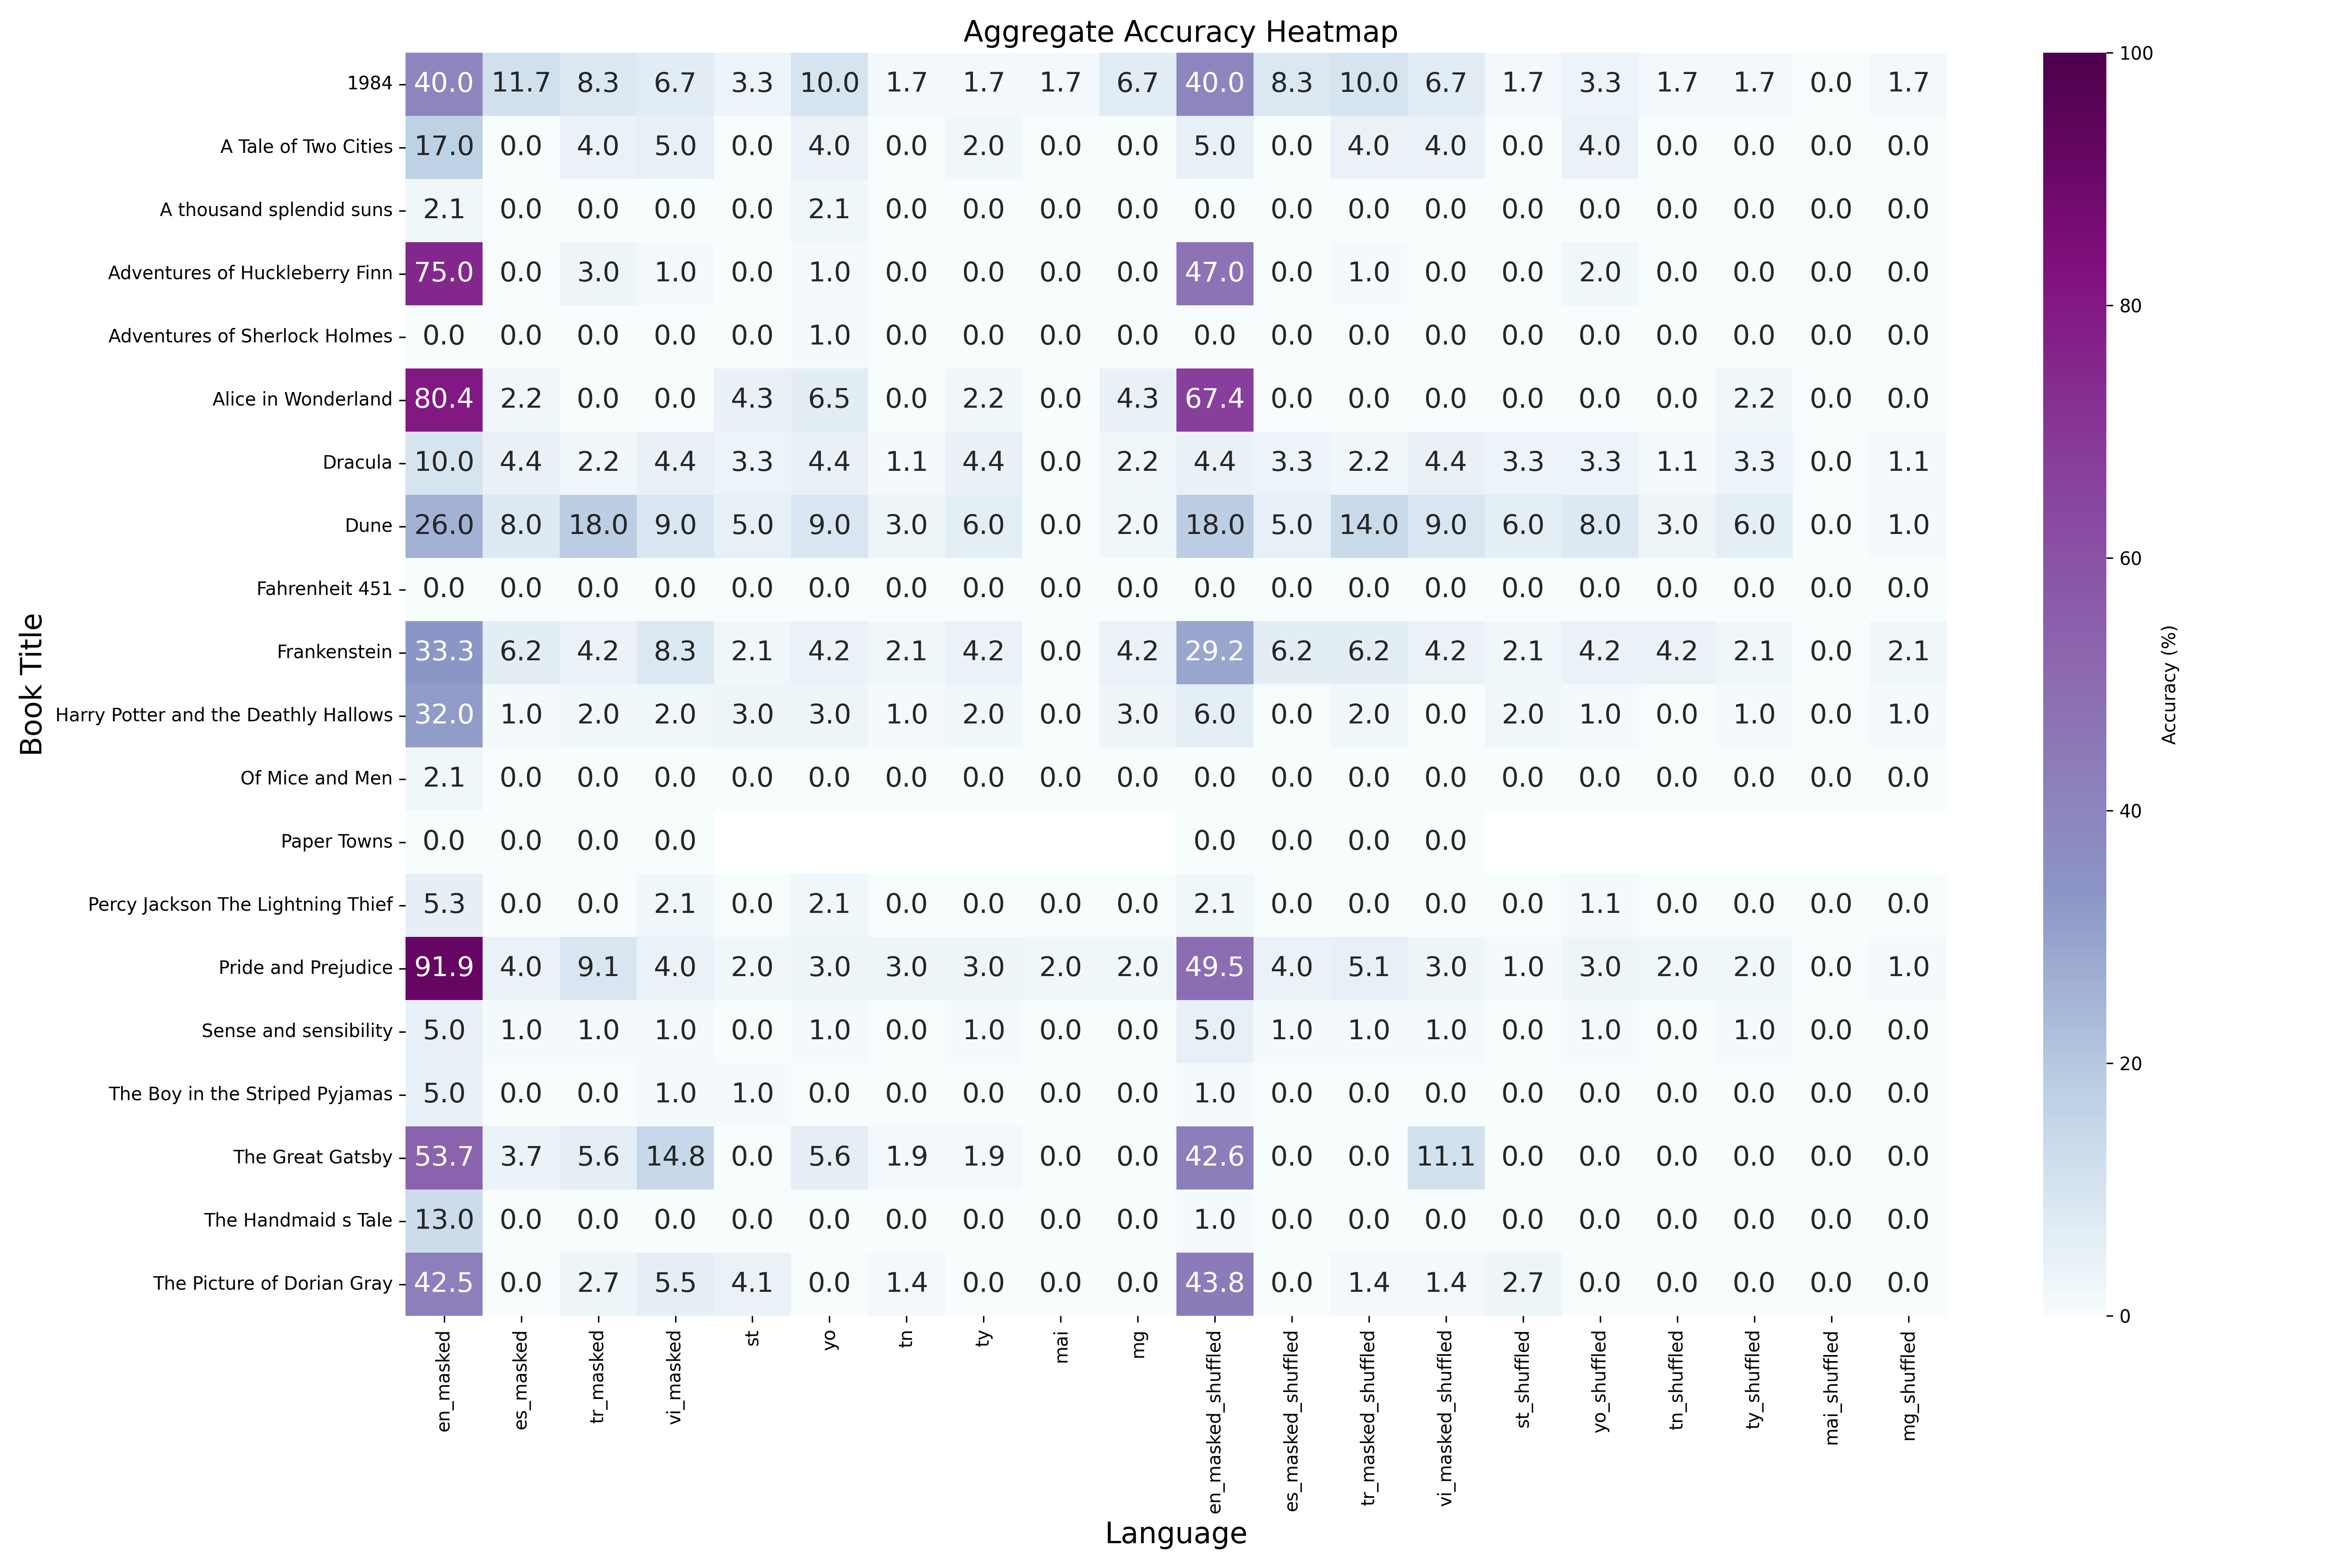 Aggregate Accuracy Heatmap
1984 40.0 11.7 8.3 6.7 3.3 10.0 1.7 1.7 1.7 6.7 40.0 8.3 10.0 6.7 1.7 3.3 1.7 1.7 0.0 1.7
A Tale of Two Cities 17.0 0.0 4.0 5.0 0.0 4.0 0.0 2.0 0.0 0.0 5.0 0.0 4.0 4.0 0.0 4.0 0.0 0.0 0.0 0.0
A thousand splendid suns 2.1 0.0 0.0 0.0 0.0 2.1 0.0 0.0 0.0 0.0 0.0 0.0 0.0 0.0 0.0 0.0 0.0 0.0 0.0 0.0
Adventures of Huckleberry Finn 75.0 0.0 3.0 1.0 0.0 1.0 0.0 0.0 0.0 0.0 47.0 0.0 1.0 0.0 0.0 2.0 0.0 0.0 0.0 0.0
Adventures of Sherlock Holmes 0.0 0.0 0.0 0.0 0.0 1.0 0.0 0.0 0.0 0.0 0.0 0.0 0.0 0.0 0.0 0.0 0.0 0.0 0.0 0.0
Alice in Wonderland 80.4 2.2 0.0 0.0 4.3 6.5 0.0 2.2 0.0 4.3 67.4 0.0 0.0 0.0 0.0 0.0 0.0 2.2 0.0 0.0
Dracula 10.0 4.4 2.2 4.4 3.3 4.4 1.1 4.4 0.0 2.2 4.4 3.3 2.2 4.4 3.3 3.3 1.1 3.3 0.0 1.1
Dune 26.0 8.0 18.0 9.0 5.0 9.0 3.0 6.0 0.0 2.0 18.0 5.0 14.0 9.0 6.0 8.0 3.0 6.0 0.0 1.0
Fahrenheit 451 0.0 0.0 0.0 0.0 0.0 0.0 0.0 0.0 0.0 0.0 0.0 0.0 0.0 0.0 0.0 0.0 0.0 0.0 0.0 0.0
Frankenstein 33.3 6.2 4.2 8.3 2.1 4.2 2.1 4.2 0.0 4.2 29.2 6.2 6.2 4.2 2.1 4.2 4.2 2.1 0.0 2.1
Harry Potter and the Deathly Hallows 32.0 1.0 2.0 2.0 3.0 3.0 1.0 2.0 0.0 3.0 6.0 0.0 2.0 0.0 2.0 1.0 0.0 1.0 0.0 1.0
Of Mice and Men 2.1 0.0 0.0 0.0 0.0 0.0 0.0 0.0 0.0 0.0 0.0 0.0 0.0 0.0 0.0 0.0 0.0 0.0 0.0 0.0
Paper Towns 0.0 0.0 0.0 0.0 0.0 0.0 0.0 0.0
Percy Jackson The Lightning Thief 5.3 0.0 0.0 2.1 0.0 2.1 0.0 0.0 0.0 0.0 2.1 0.0 0.0 0.0 0.0 1.1 0.0 0.0 0.0 0.0
Pride and Prejudice 91.9 4.0 9.1 4.0 2.0 3.0 3.0 3.0 2.0 2.0 49.5 4.0 5.1 3.0 1.0 3.0 2.0 2.0 0.0 1.0
Sense and sensibility 5.0 1.0 1.0 1.0 0.0 1.0 0.0 1.0 0.0 0.0 5.0 1.0 1.0 1.0 0.0 1.0 0.0 1.0 0.0 0.0
The Boy in the Striped Pyjamas 5.0 0.0 0.0 1.0 1.0 0.0 0.0 0.0 0.0 0.0 1.0 0.0 0.0 0.0 0.0 0.0 0.0 0.0 0.0 0.0
The Great Gatsby 53.7 3.7 5.6 14.8 0.0 5.6 1.9 1.9 0.0 0.0 42.6 0.0 0.0 11.1 0.0 0.0 0.0 0.0 0.0 0.0
The Handmaid s Tale 13.0 0.0 0.0 0.0 0.0 0.0 0.0 0.0 0.0 0.0 1.0 0.0 0.0 0.0 0.0 0.0 0.0 0.0 0.0 0.0
The Picture of Dorian Gray 42.5 0.0 2.7 5.5 4.1 0.0 1.4 0.0 0.0 0.0 43.8 0.0 1.4 1.4 2.7 0.0 0.0 0.0 0.0 0.0
Book Title
en_masked
es_masked
tr_masked
vi_masked
st
yo
tn
ty
mai
mg
en_masked_shuffled
es_masked_shuffled
tr_masked_shuffled
vi_masked_shuffled
st_shuffled
yo_shuffled
tn_shuffled
ty_shuffled
mai_shuffled
mg_shuffled
Language
100
80
60
40
20
0
Accuracy (%)